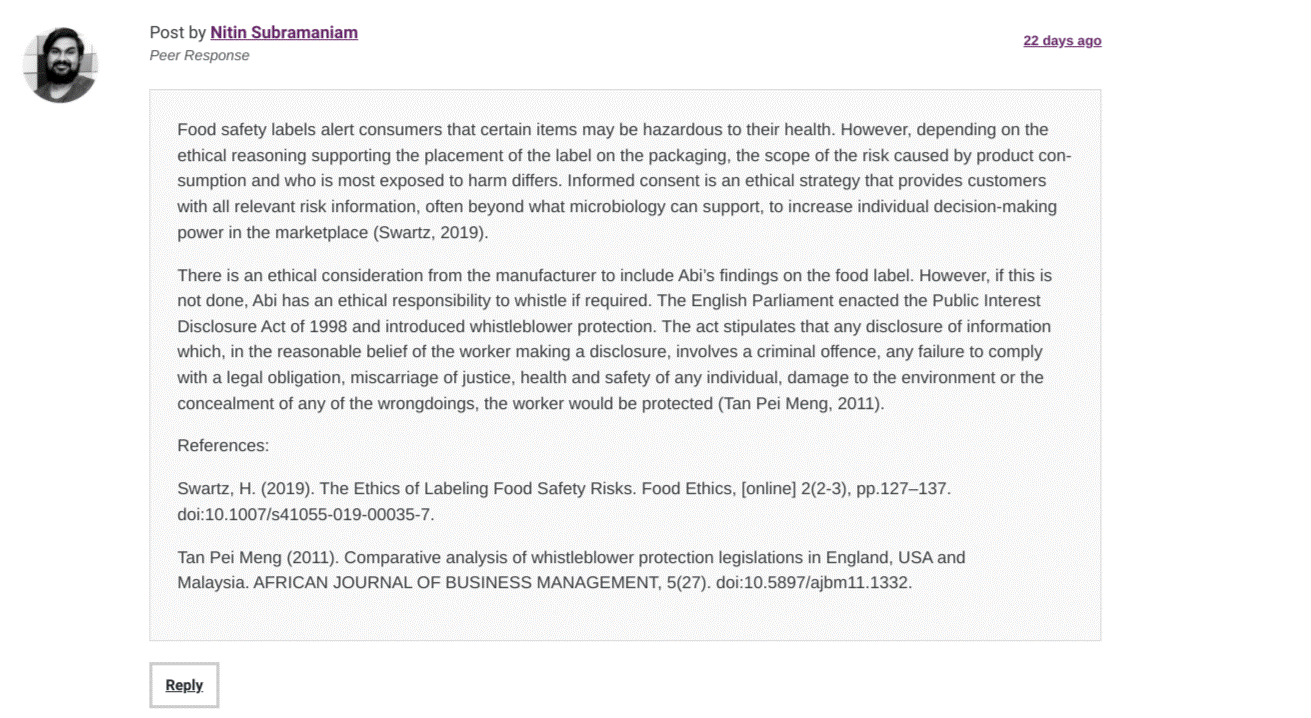 Post by Nitin Subramaniam
22 days ago
Peer Response
Food safety labels alert consumers that certain items may be hazardous to their health. However, depending on the
ethical reasoning supporting the placement of the label on the packaging, the scope of the risk caused by product con-
sumption and who is most exposed to harm differs. Informed consent is an ethical strategy that provides customers
with all relevant risk information, often beyond what microbiology can support, to increase individual decision-making
power in the marketplace (Swartz, 2019).
There is an ethical consideration from the manufacturer to include Abi’s findings on the food label. However, if this is
not done, Abi has an ethical responsibility to whistle if required. The English Parliament enacted the Public Interest
Disclosure Act of 1998 and introduced whistleblower protection. The act stipulates that any disclosure of information
which, in the reasonable belief of the worker making a disclosure, involves a criminal offence, any failure to comply
with a legal obligation, miscarriage of justice, health and safety of any individual, damage to the environment or the
concealment of any of the wrongdoings, the worker would be protected (Tan Pei Meng, 2011).
References:
Swartz, H. (2019). The Ethics of Labeling Food Safety Risks. Food Ethics, [online] 2(2-3), pp.127–137.
doi:10.1007/s41055-019-00035-7.
Tan Pei Meng (2011). Comparative analysis of whistleblower protection legislations in England, USA and
Malaysia. AFRICAN JOURNAL OF BUSINESS MANAGEMENT, 5(27). doi:10.5897/ajbm11.1332.
Reply